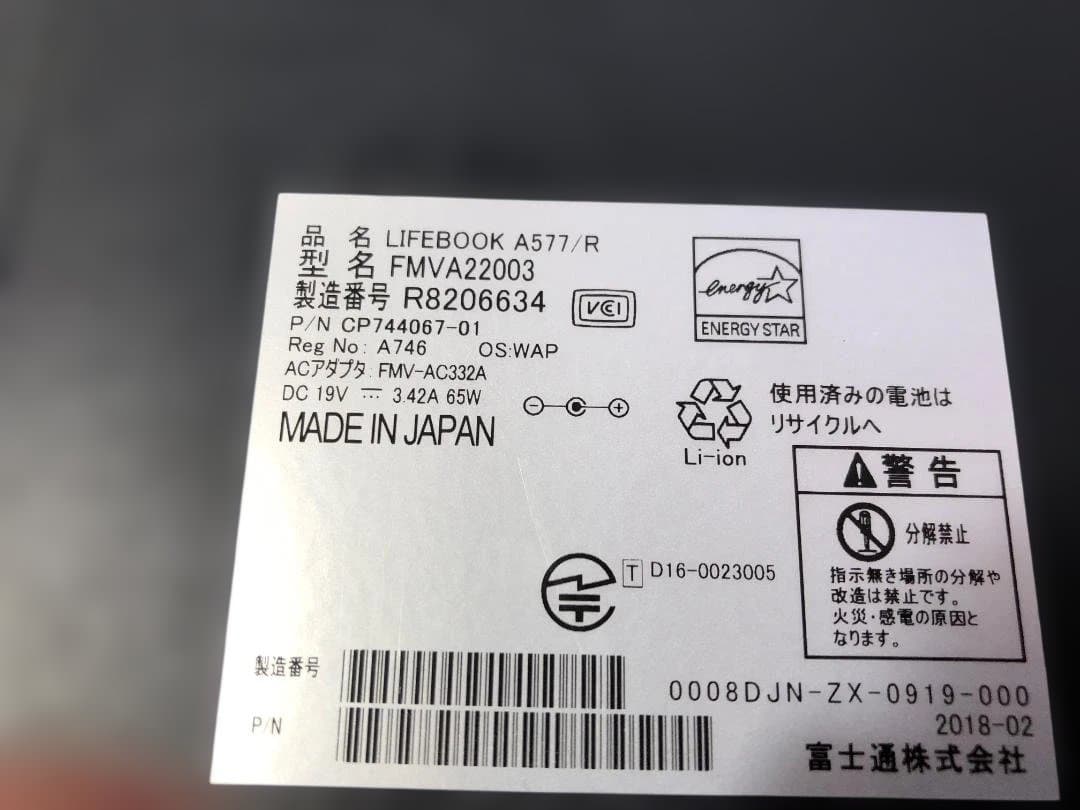 品 名 LIFEBOOK A577/R
型 名 FMVA22003
製造番号 R8206634
VCCI
P/N CP744067-01
Reg No: A746 OS:WAP
ACアダプタ: FMV-AC332A
DC 19V ⎓ 3.42A 65W
MADE IN JAPAN
energy
ENERGY STAR
使用済みの電池は
リサイクルへ
Li-ion
警告
分解禁止
指示無き場所の分解や
改造は禁止です。
火災・感電の原因と
なります。
T D16-0023005
製造番号
P/N
0008DJN-ZX-0919-000
2018-02
富士通株式会社